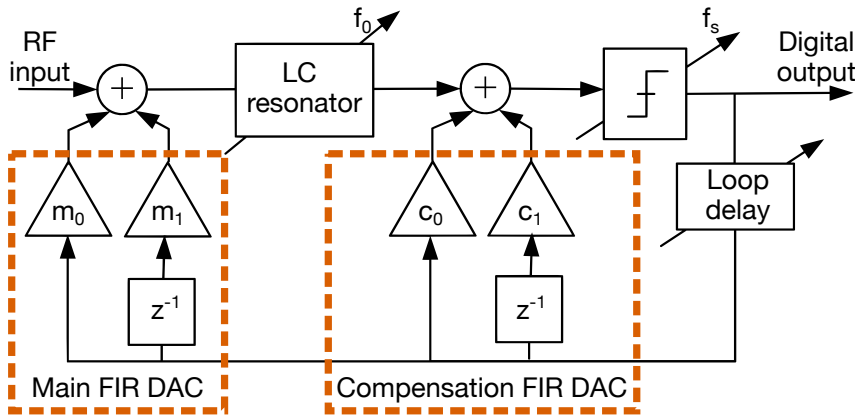 RF
input
+
LC
resonator
f₀
+
fₛ
Digital
output
Loop
delay
m₀
m₁
c₀
c₁
z⁻¹
z⁻¹
Main FIR DAC
Compensation FIR DAC